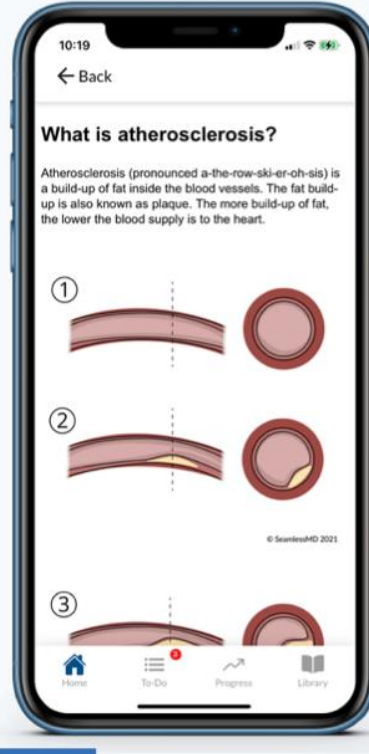 10:19
← Back
What is atherosclerosis?
Atherosclerosis (pronounced a-the-row-ski-er-oh-sis) is
a build-up of fat inside the blood vessels. The fat build-
up is also known as plaque. The more build-up of fat,
the lower the blood supply is to the heart.
①
②
© SeamlessMD 2021
③
3
Home To-Do Progress Library